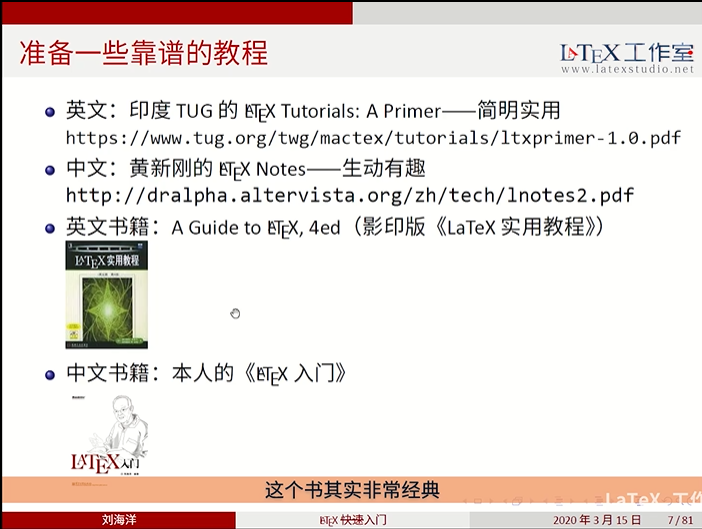 准备一些靠谱的教程
LATEX 工作室
www.latexstudio.net
英文：印度 TUG 的 LATEX Tutorials: A Primer——简明实用
https://www.tug.org/twg/mactex/tutorials/ltxprimer-1.0.pdf
中文：黄新刚的 LATEX Notes——生动有趣
http://dralpha.altervista.org/zh/tech/lnotes2.pdf
英文书籍：A Guide to LATEX, 4ed（影印版《LaTeX 实用教程》）
LATEX实用教程
中文书籍：本人的《LATEX 入门》
LATEX入门
这个书其实非常经典
LaTeX 工作
刘海洋
LATEX 快速入门
2020 年 3 月 15 日
7 / 81